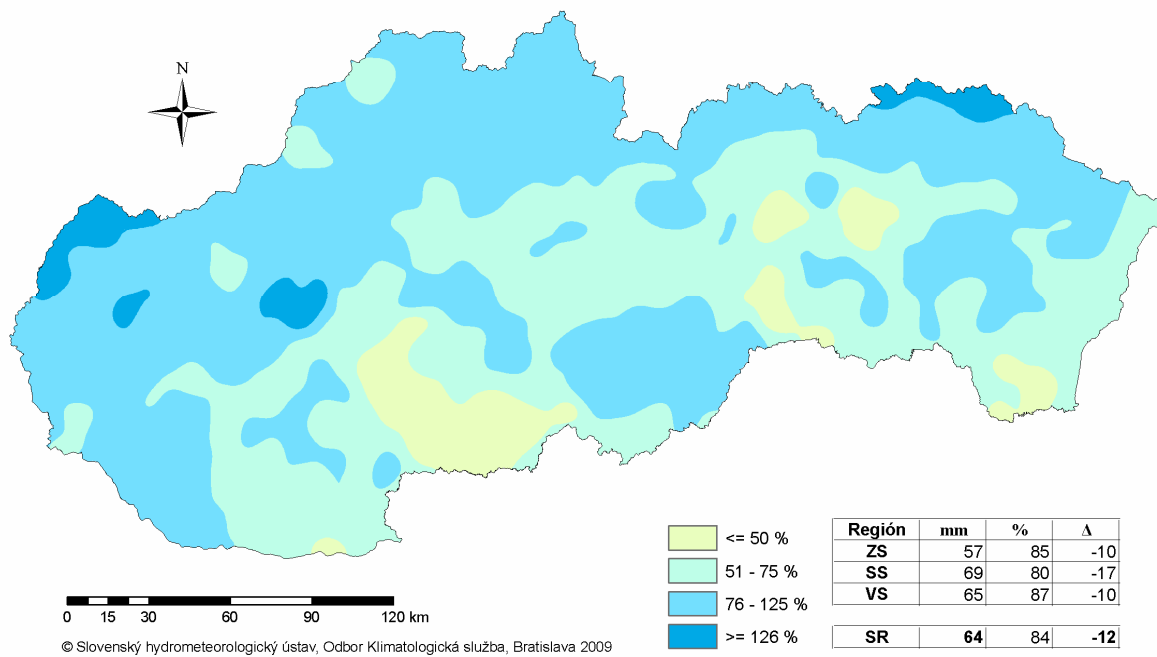 N
<= 50 %
51 - 75 %
76 - 125 %
>= 126 %
Región mm % Δ
ZS 57 85 -10
SS 69 80 -17
VS 65 87 -10
SR 64 84 -12
0 15 30 60 90 120 km
© Slovenský hydrometeorologický ústav, Odbor Klimatologická služba, Bratislava 2009